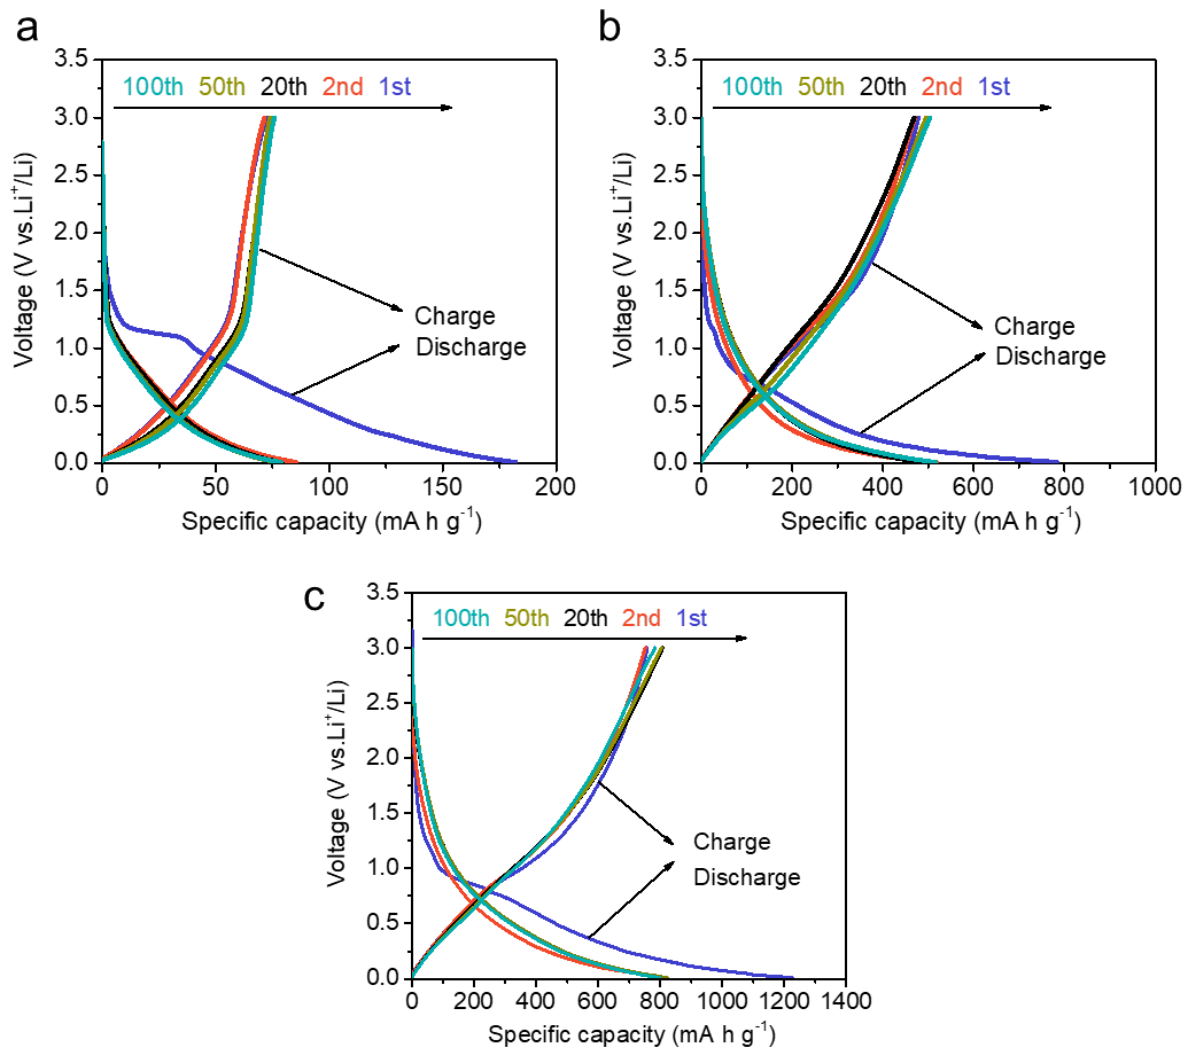 a
3.5
3.0
2.5
2.0
1.5
1.0
0.5
0.0
Voltage (V vs.Li⁺/Li)
100th 50th 20th 2nd 1st
Charge
Discharge
0 50 100 150 200
Specific capacity (mA h g⁻¹)
b
3.5
3.0
2.5
2.0
1.5
1.0
0.5
0.0
Voltage (V vs.Li⁺/Li)
100th 50th 20th 2nd 1st
Charge
Discharge
0 200 400 600 800 1000
Specific capacity (mA h g⁻¹)
c
3.5
3.0
2.5
2.0
1.5
1.0
0.5
0.0
Voltage (V vs.Li⁺/Li)
100th 50th 20th 2nd 1st
Charge
Discharge
0 200 400 600 800 1000 1200 1400
Specific capacity (mA h g⁻¹)